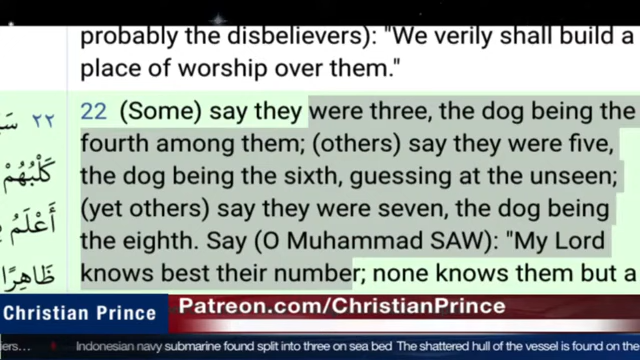 probably the disbelievers): "We verily shall build a
place of worship over them."
٢٢
22 (Some) say they were three, the dog being the
fourth among them; (others) say they were five,
كَلْبُهُمْ
the dog being the sixth, guessing at the unseen;
أَعْلَمُ
(yet others) say they were seven, the dog being
the eighth. Say (O Muhammad SAW): "My Lord
ظَاهِرًا
knows best their number; none knows them but a
Christian Prince
Patreon.com/ChristianPrince
ers... Indonesian navy submarine found split into three on sea bed The shattered hull of the vessel is found on the